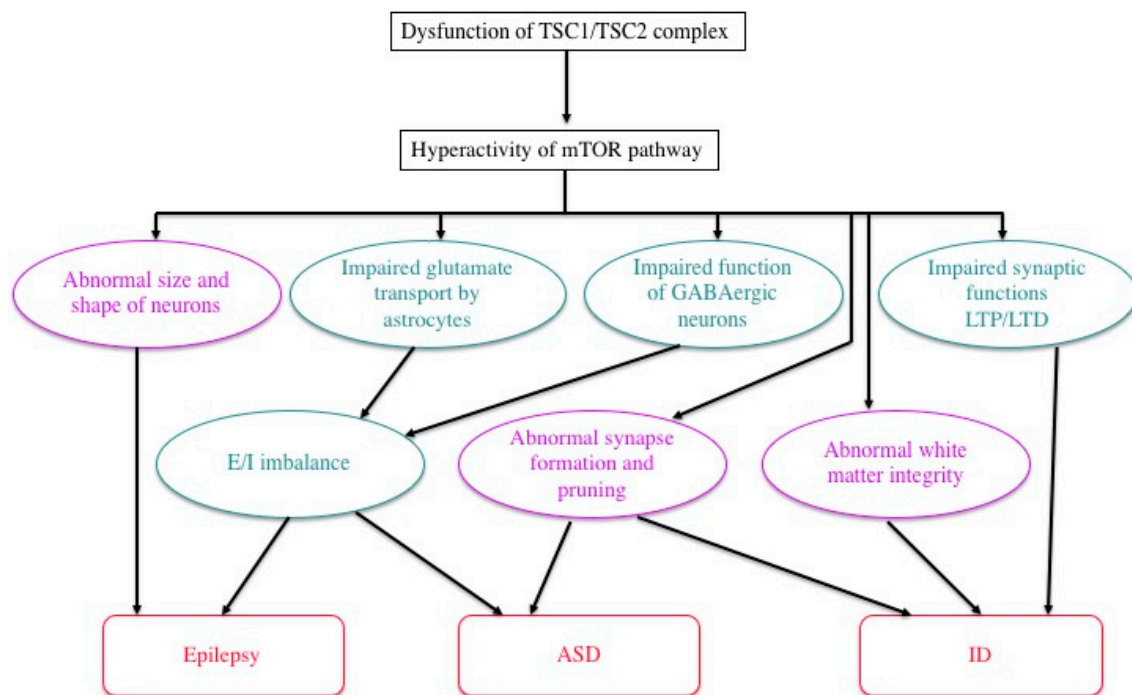 Dysfunction of TSC1/TSC2 complex
Hyperactivity of mTOR pathway
Abnormal size and
shape of neurons
Impaired glutamate
transport by
astrocytes
Impaired function
of GABAergic
neurons
Impaired synaptic
functions
LTP/LTD
E/I imbalance
Abnormal synapse
formation and
pruning
Abnormal white
matter integrity
Epilepsy
ASD
ID